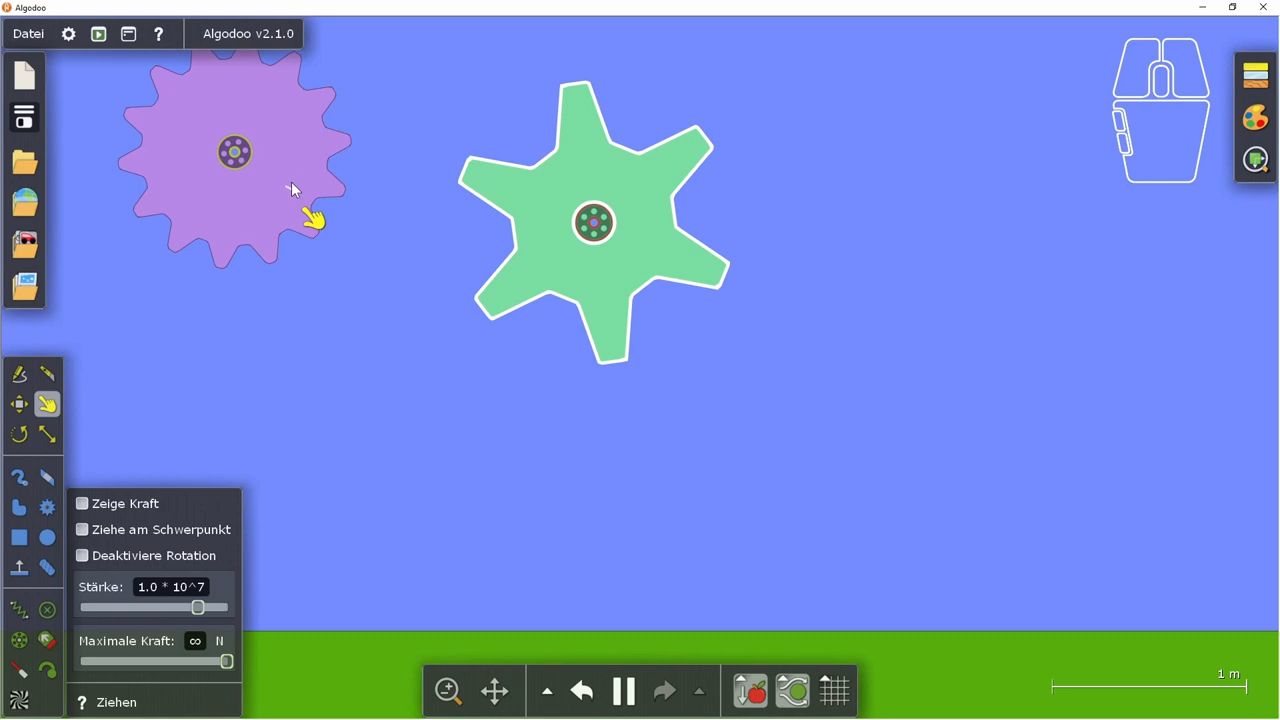 Algodoo
Datei
?
Algodoo v2.1.0
Zeige Kraft
Ziehe am Schwerpunkt
Deaktiviere Rotation
Stärke: 1.0 * 10^7
Maximale Kraft: ∞ N
? Ziehen
1 m